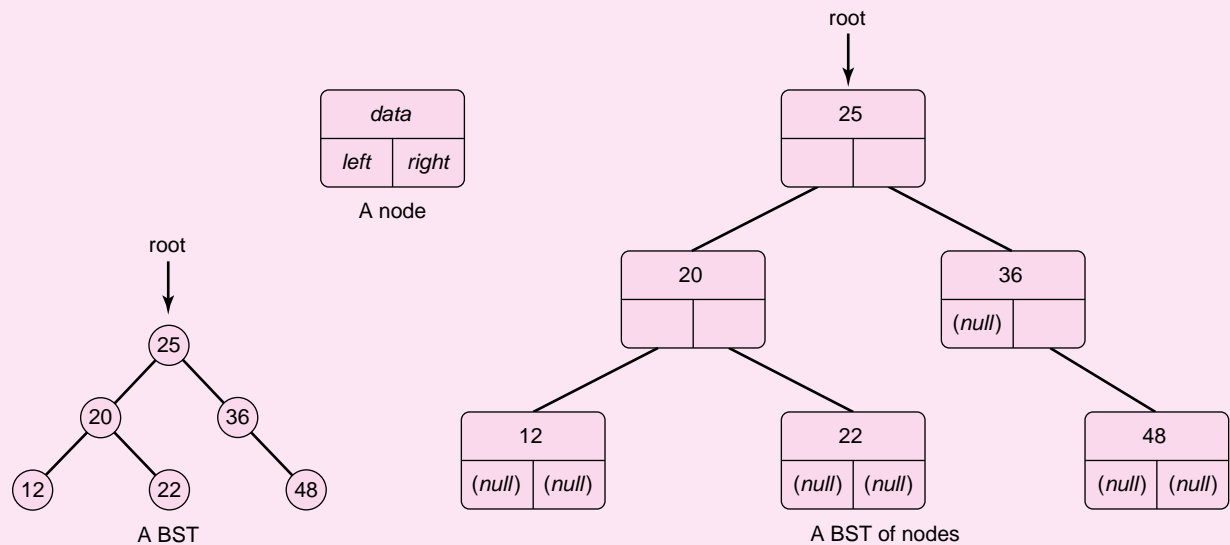 root
25
data
left right
A node
20
36
(null)
root
25
20 36
12 22 48
A BST
12
(null) (null)
22
(null) (null)
48
(null) (null)
A BST of nodes